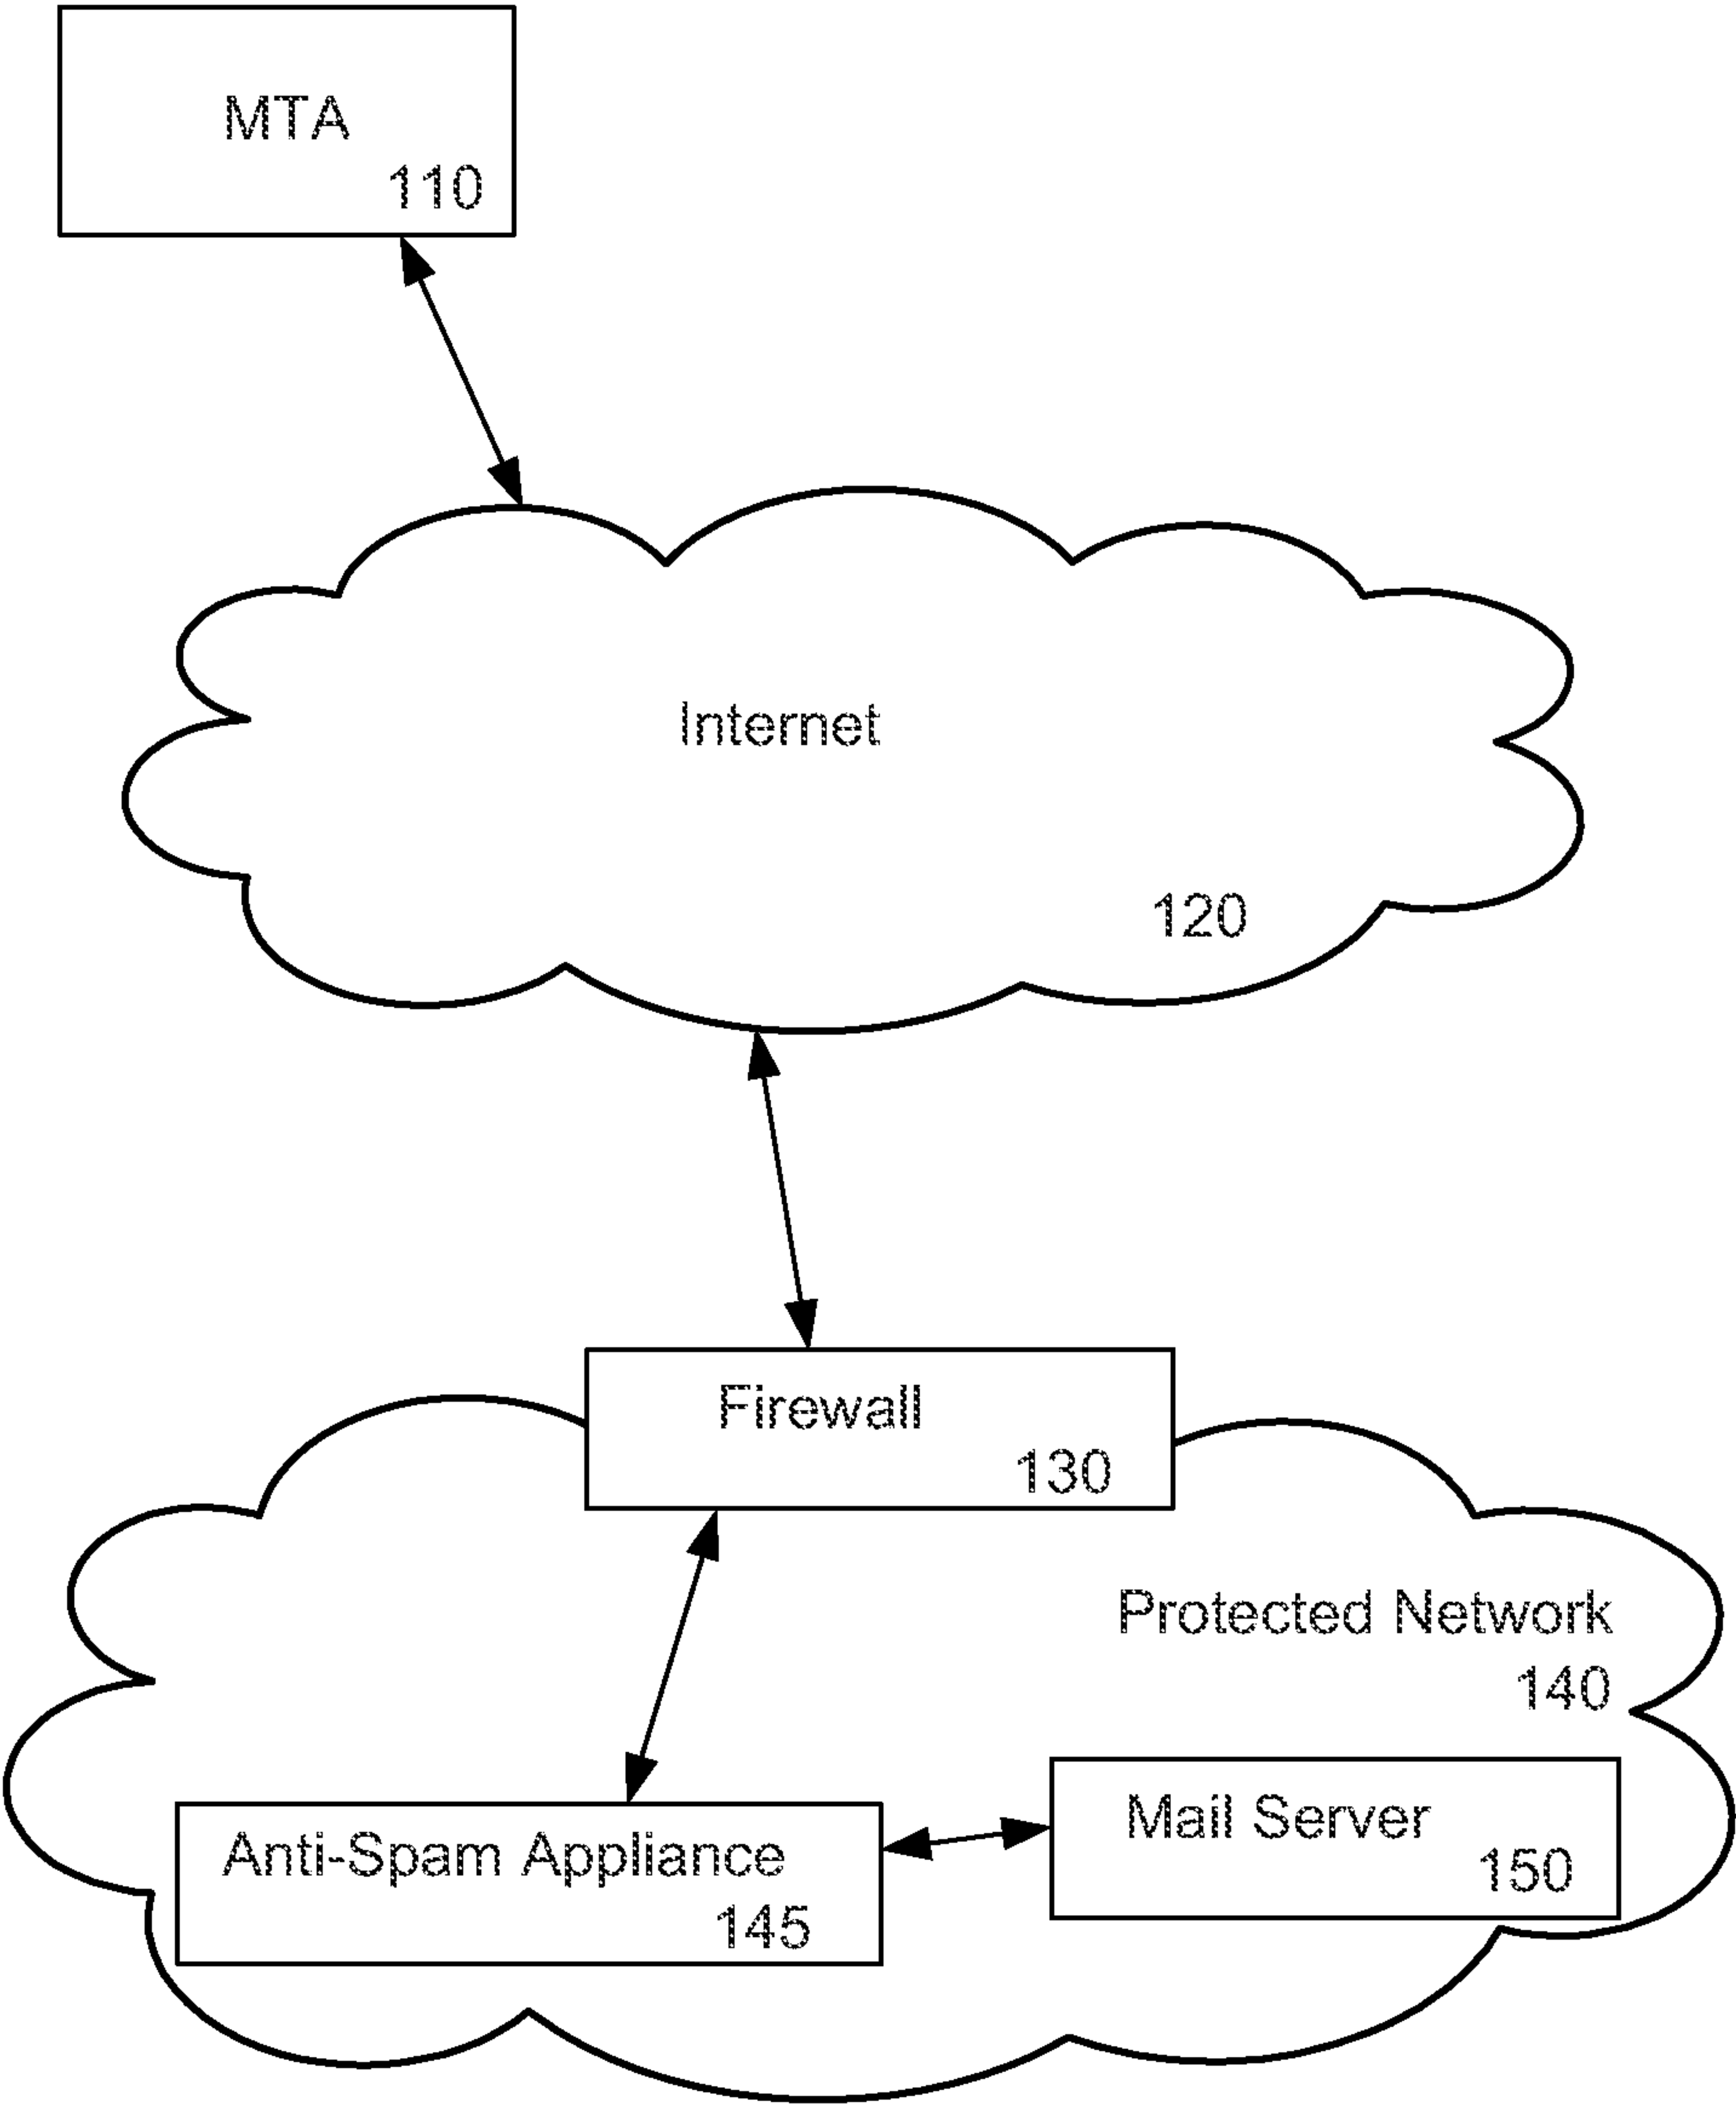 MTA
110
Internet
120
Firewall
130
Protected Network
140
Mail Server
150
Anti-Spam Appliance
145